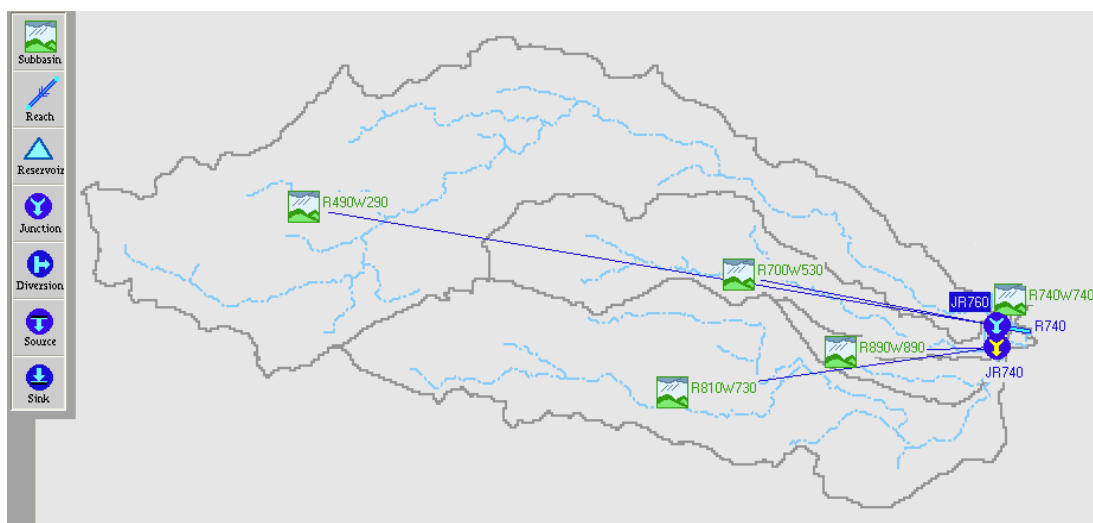 Subbasin
Reach
Reservoir
Junction
Diversion
Source
Sink
R490W290
R700W530
JR760
R740W740
R740
R890W890
JR740
R810W730